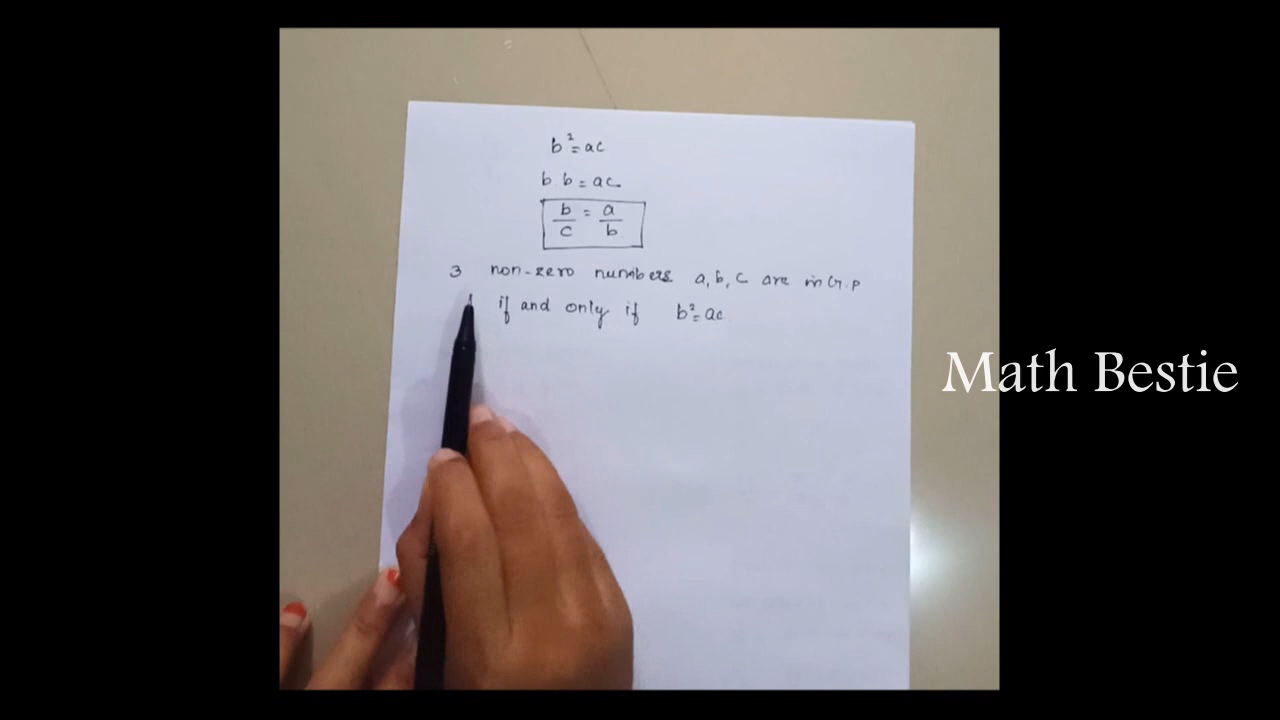 b² = ac
b b = ac
b/c = a/b
3 non-zero numbers a, b, c are in G.P
if and only if b² = ac
Math Bestie